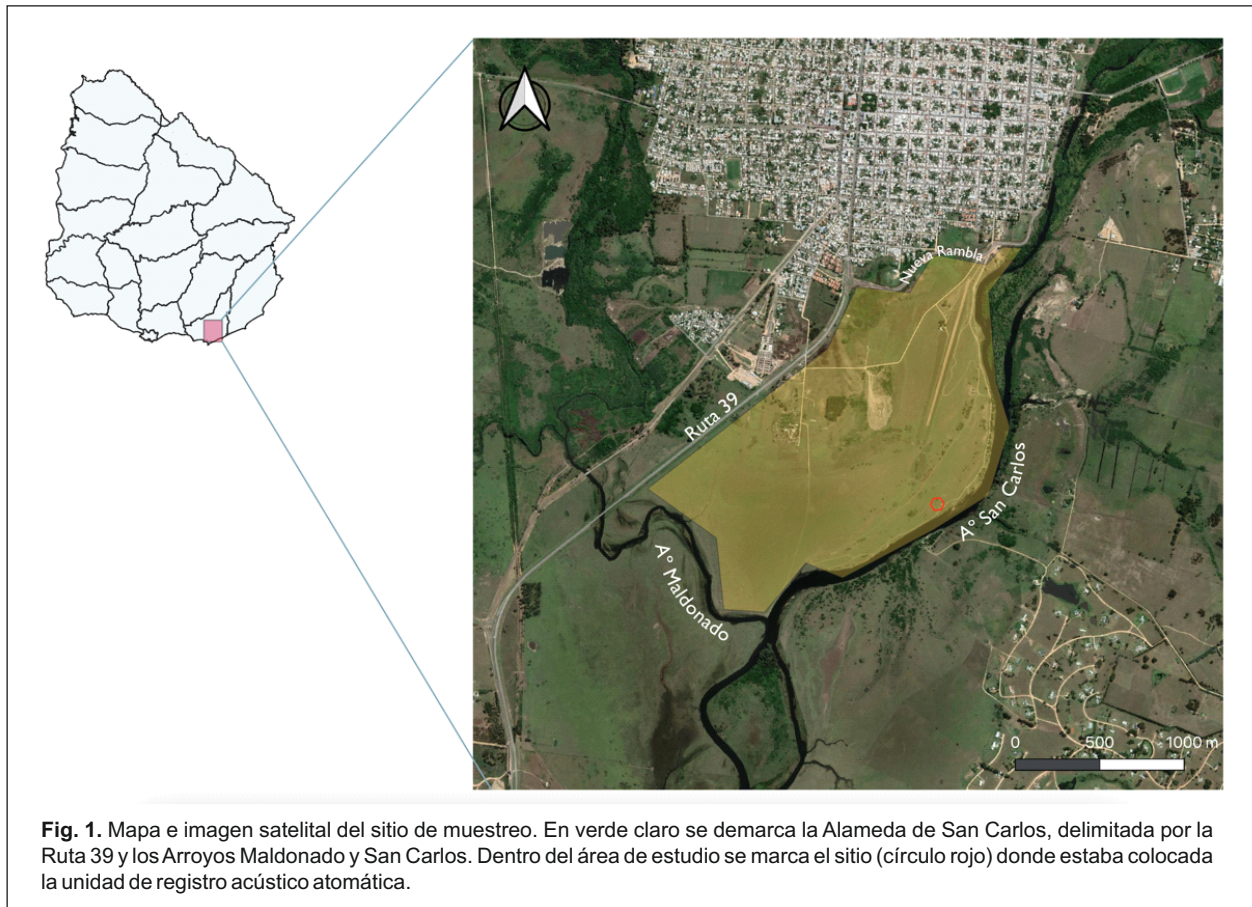 Nueva Rambla
Ruta 39
A° San Carlos
A° Maldonado
0 500 1000 m
Fig. 1. Mapa e imagen satelital del sitio de muestreo. En verde claro se demarca la Alameda de San Carlos, delimitada por la
Ruta 39 y los Arroyos Maldonado y San Carlos. Dentro del área de estudio se marca el sitio (círculo rojo) donde estaba colocada
la unidad de registro acústico atomática.